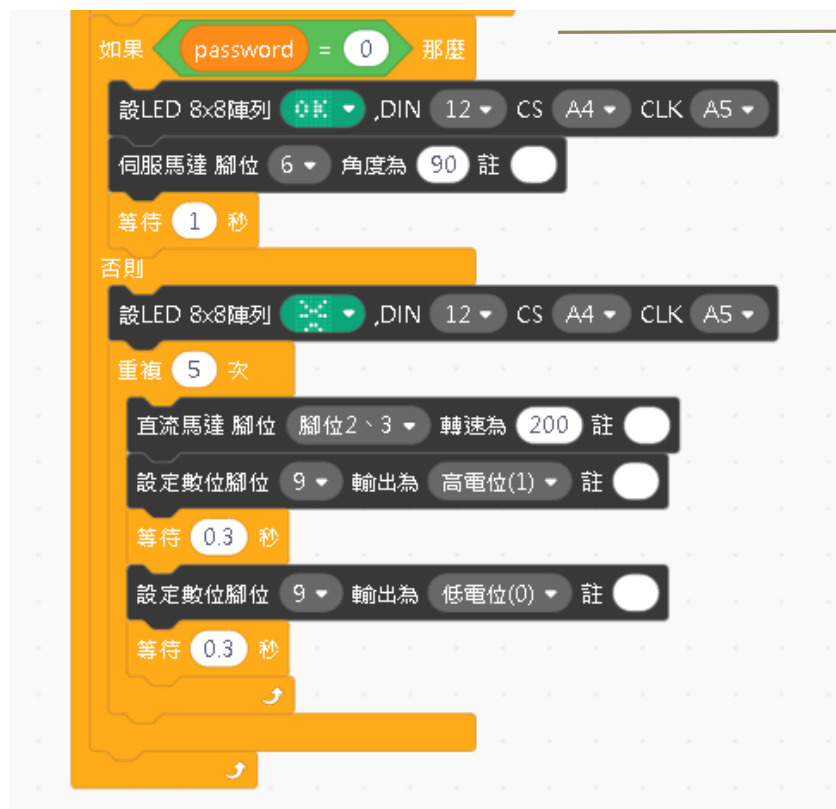 如果 password = 0 那麼
設LED 8x8陣列 OK ,DIN 12 CS A4 CLK A5
伺服馬達 腳位 6 角度為 90 註
等待 1 秒
否則
設LED 8x8陣列 ,DIN 12 CS A4 CLK A5
重複 5 次
直流馬達 腳位 腳位2、3 轉速為 200 註
設定數位腳位 9 輸出為 高電位(1) 註
等待 0.3 秒
設定數位腳位 9 輸出為 低電位(0) 註
等待 0.3 秒